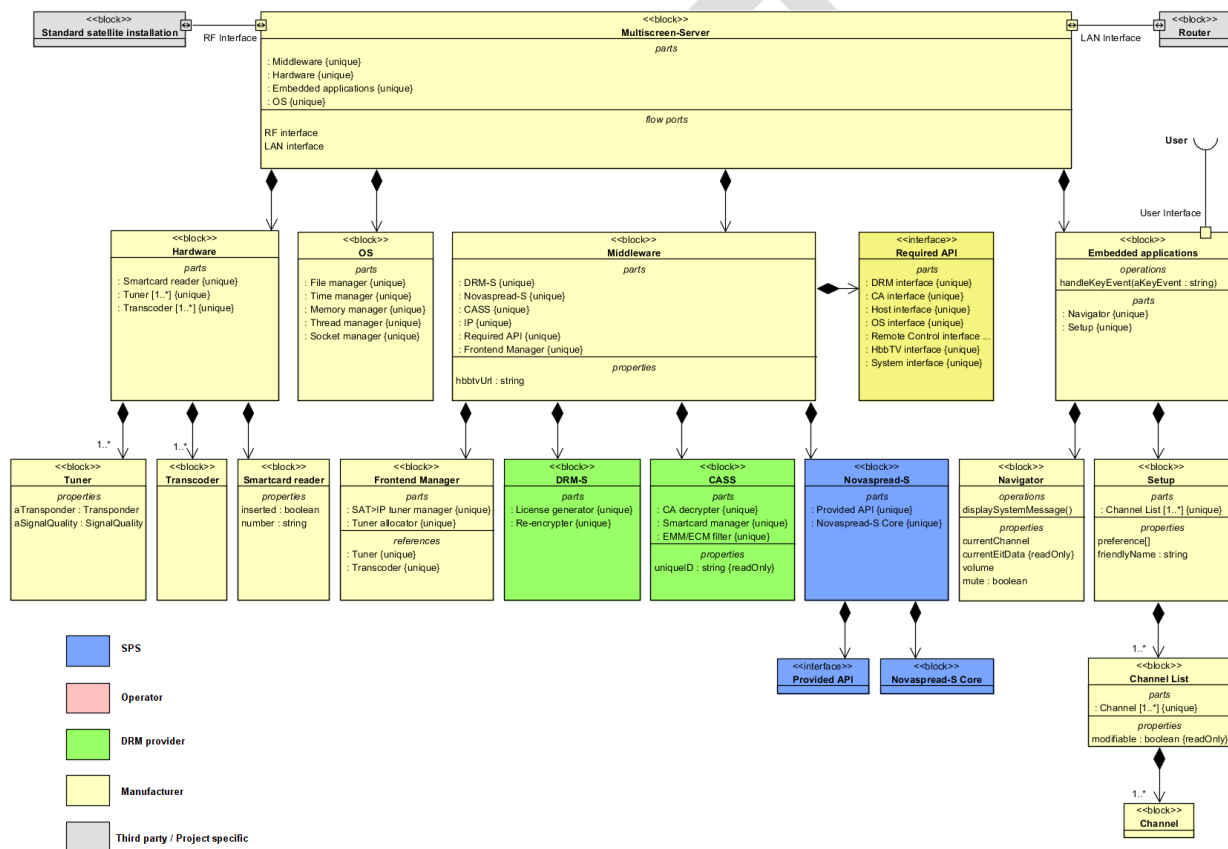 <<block>>
Standard satellite installation
RF Interface
<<block>>
Multiscreen-Server
parts
: Middleware {unique}
: Hardware {unique}
: Embedded applications {unique}
: OS {unique}
flow ports
RF interface
LAN interface
LAN Interface
<<block>>
Router
User
User Interface
<<block>>
Hardware
parts
: Smartcard reader {unique}
: Tuner [1..*] {unique}
: Transcoder [1..*] {unique}
<<block>>
OS
parts
: File manager {unique}
: Time manager {unique}
: Memory manager {unique}
: Thread manager {unique}
: Socket manager {unique}
<<block>>
Middleware
parts
: DRM-S {unique}
: Novaspread-S {unique}
: CASS {unique}
: IP {unique}
: Required API {unique}
: Frontend Manager {unique}
properties
hbbtvUrl : string
<<interface>>
Required API
parts
: DRM interface {unique}
: CA interface {unique}
: Host interface {unique}
: OS interface {unique}
: Remote Control interface ...
: HbbTV interface {unique}
: System interface {unique}
<<block>>
Embedded applications
operations
handleKeyEvent(aKeyEvent : string)
parts
: Navigator {unique}
: Setup {unique}
1..*
1..*
<<block>>
Tuner
properties
aTransponder : Transponder
aSignalQuality : SignalQuality
<<block>>
Transcoder
<<block>>
Smartcard reader
properties
inserted : boolean
number : string
<<block>>
Frontend Manager
parts
: SAT>IP tuner manager {unique}
: Tuner allocator {unique}
references
: Tuner {unique}
: Transcoder {unique}
<<block>>
DRM-S
parts
: License generator {unique}
: Re-encrypter {unique}
<<block>>
CASS
parts
: CA decrypter {unique}
: Smartcard manager {unique}
: EMM/ECM filter {unique}
properties
uniqueID : string {readOnly}
<<block>>
Novaspread-S
parts
: Provided API {unique}
: Novaspread-S Core {unique}
<<block>>
Navigator
operations
displaySystemMessage()
properties
currentChannel
currentEitData {readOnly}
volume
mute : boolean
<<block>>
Setup
parts
: Channel List [1..*] {unique}
properties
preference[]
friendlyName : string
<<interface>>
Provided API
<<block>>
Novaspread-S Core
1..*
<<block>>
Channel List
parts
: Channel [1..*] {unique}
properties
modifiable : boolean {readOnly}
1..*
<<block>>
Channel
SPS
Operator
DRM provider
Manufacturer
Third party / Project specific